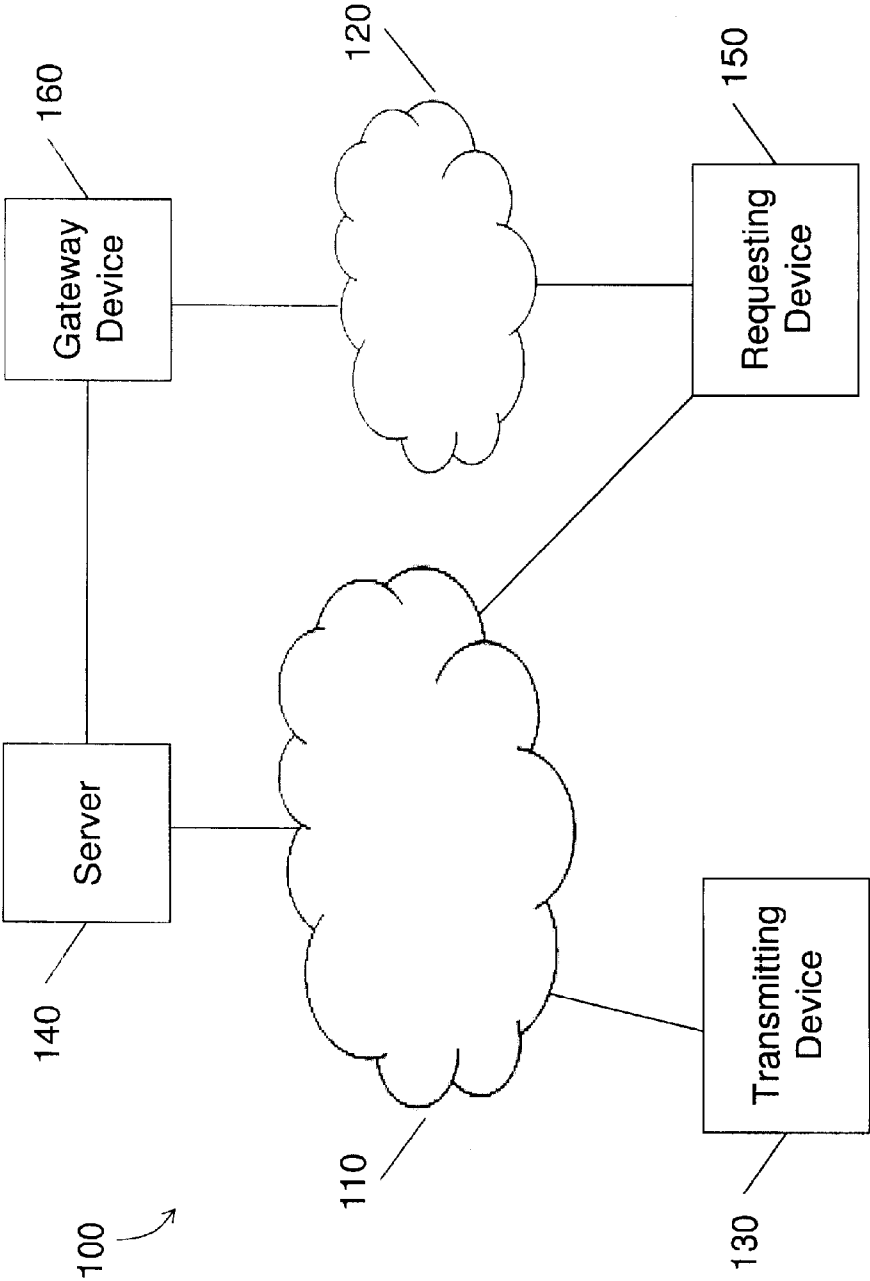 100
140
Server
160
Gateway
Device
110
120
130
Transmitting
Device
150
Requesting
Device